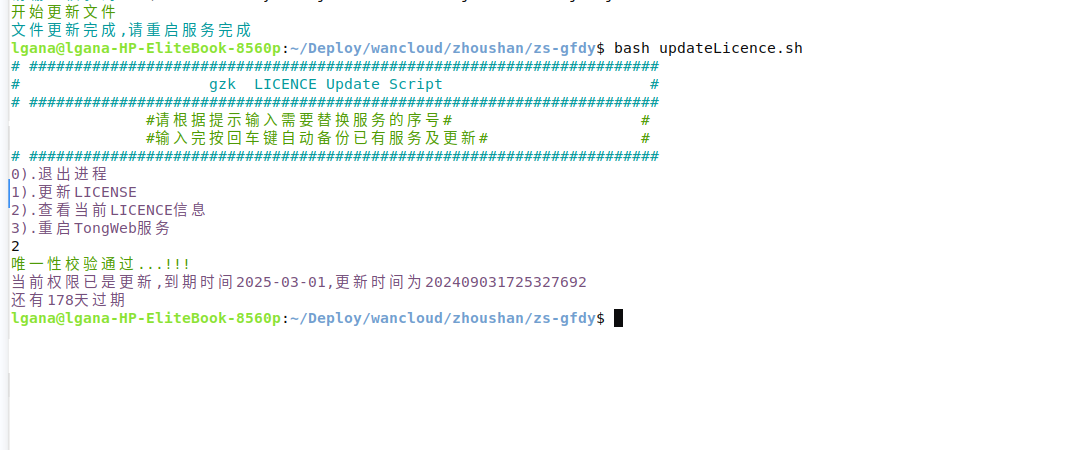 开始更新文件
文件更新完成,请重启服务完成
lgana@lgana-HP-EliteBook-8560p:~/Deploy/wancloud/zhoushan/zs-gfdy$ bash updateLicence.sh
# ######################################################################
# gzk  LICENCE Update Script #
# ######################################################################
#请根据提示输入需要替换服务的序号# #
#输入完按回车键自动备份已有服务及更新# #
# ######################################################################
0).退出进程
1).更新LICENSE
2).查看当前LICENCE信息
3).重启TongWeb服务
2
唯一性校验通过...!!!
当前权限已是更新,到期时间2025-03-01,更新时间为202409031725327692
还有178天过期
lgana@lgana-HP-EliteBook-8560p:~/Deploy/wancloud/zhoushan/zs-gfdy$